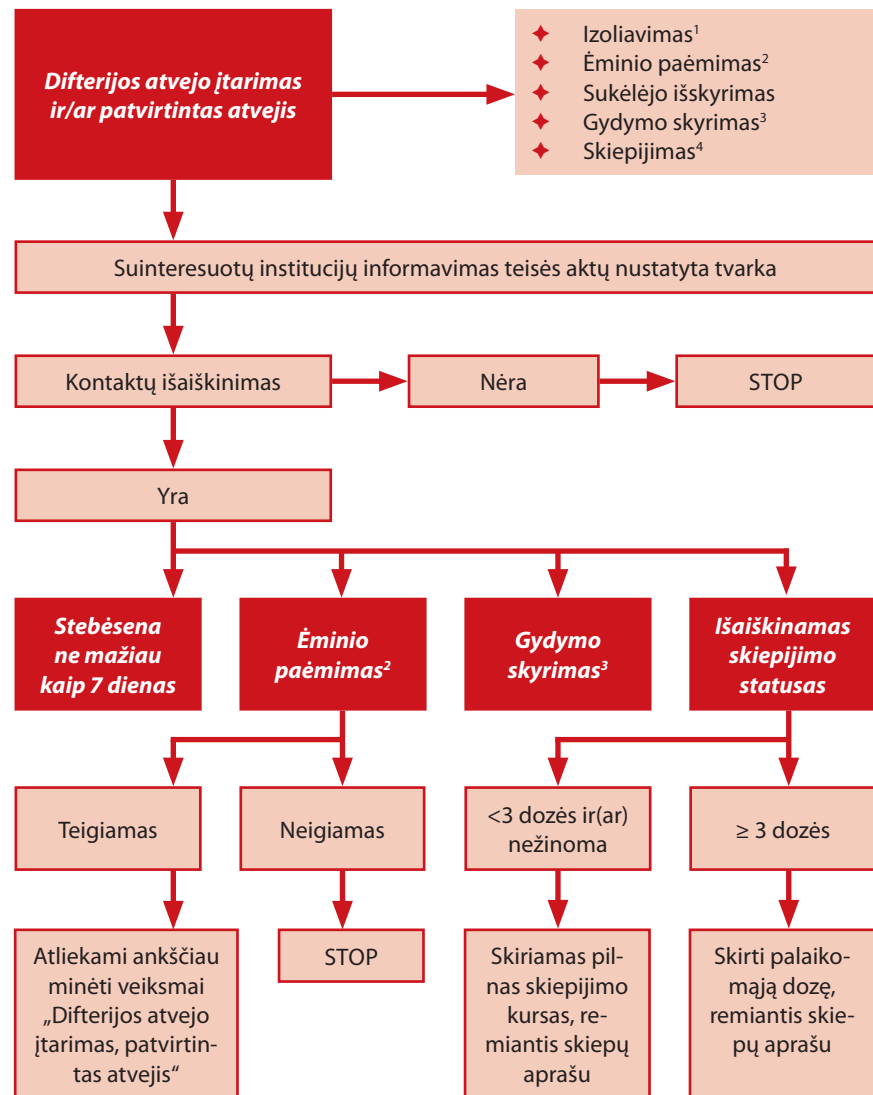 Difterijos atvejo įtarimas
ir/ar patvirtintas atvejis
✦ Izoliavimas¹
✦ Ėminio paėmimas²
✦ Sukėlėjo išskyrimas
✦ Gydymo skyrimas³
✦ Skiepijimas⁴
Suinteresuotų institucijų informavimas teisės aktų nustatyta tvarka
Kontaktų išaiškinimas
Nėra
STOP
Yra
Stebėsena
ne mažiau
kaip 7 dienas
Ėminio
paėmimas²
Gydymo
skyrimas³
Išaiškinamas
skiepijimo
statusas
Teigiamas
Neigiamas
<3 dozės ir(ar)
nežinoma
≥ 3 dozės
Atliekami ankščiau
minėti veiksmai
„Difterijos atvejo
įtarimas, patvirtin-
tas atvejis“
STOP
Skiriamas pil-
nas skiepijimo
kursas, re-
miantis skiepų
aprašu
Skirti palaiko-
mąją dozę,
remiantis skie-
pų aprašu